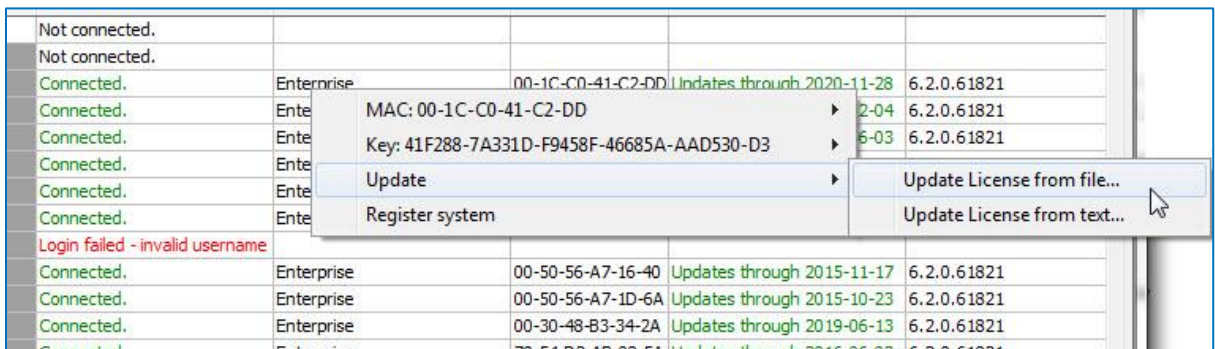 Not connected.
Not connected.
Connected. Enterprise 00-1C-C0-41-C2-DD Updates through 2020-11-28 6.2.0.61821
Connected. Ente MAC: 00-1C-C0-41-C2-DD 2-04 6.2.0.61821
Connected. Ente Key: 41F288-7A331D-F9458F-46685A-AAD530-D3 6-03 6.2.0.61821
Connected. Ente
Connected. Ente Update Update License from file...
Connected. Ente Register system Update License from text...
Login failed - invalid username
Connected. Enterprise 00-50-56-A7-16-40 Updates through 2015-11-17 6.2.0.61821
Connected. Enterprise 00-50-56-A7-1D-6A Updates through 2015-10-23 6.2.0.61821
Connected. Enterprise 00-30-48-B3-34-2A Updates through 2019-06-13 6.2.0.61821